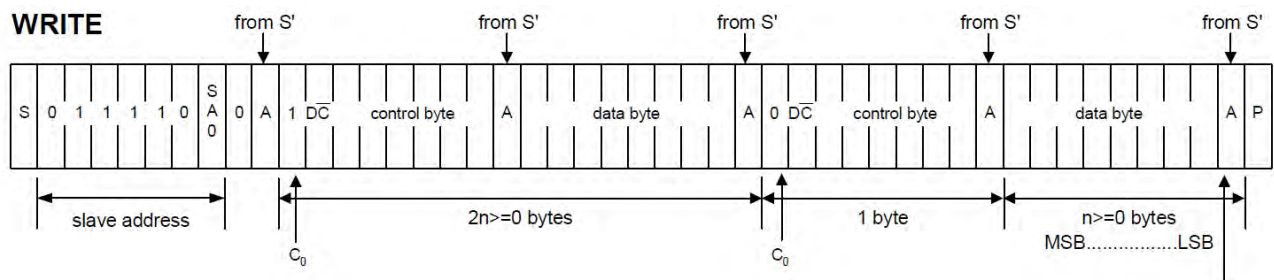 WRITE
from S' from S' from S' from S' from S'
S 0 1 1 1 1 1 0 S A 0 0 A 1 DC̅ control byte A data byte A 0 DC̅ control byte A data byte A P
slave address 2n>=0 bytes 1 byte n>=0 bytes
MSB.................LSB
C₀ C₀